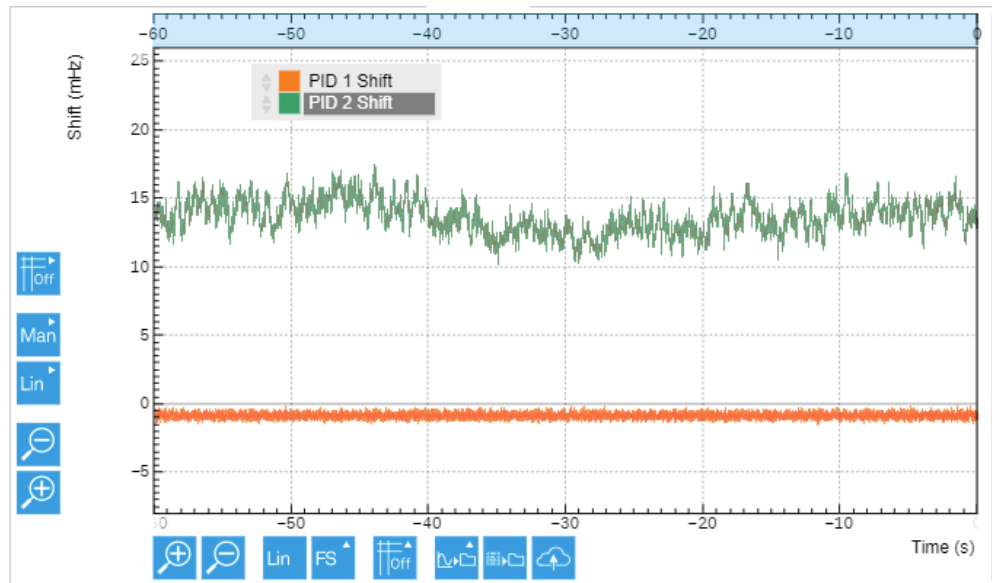 −60 −50 −40 −30 −20 −10 0
Shift (mHz)
25
PID 1 Shift
PID 2 Shift
20
15
10
Off
5
Man
Lin
0
−5
60 −50 −40 −30 −20 −10 0
Time (s)
Lin FS Off